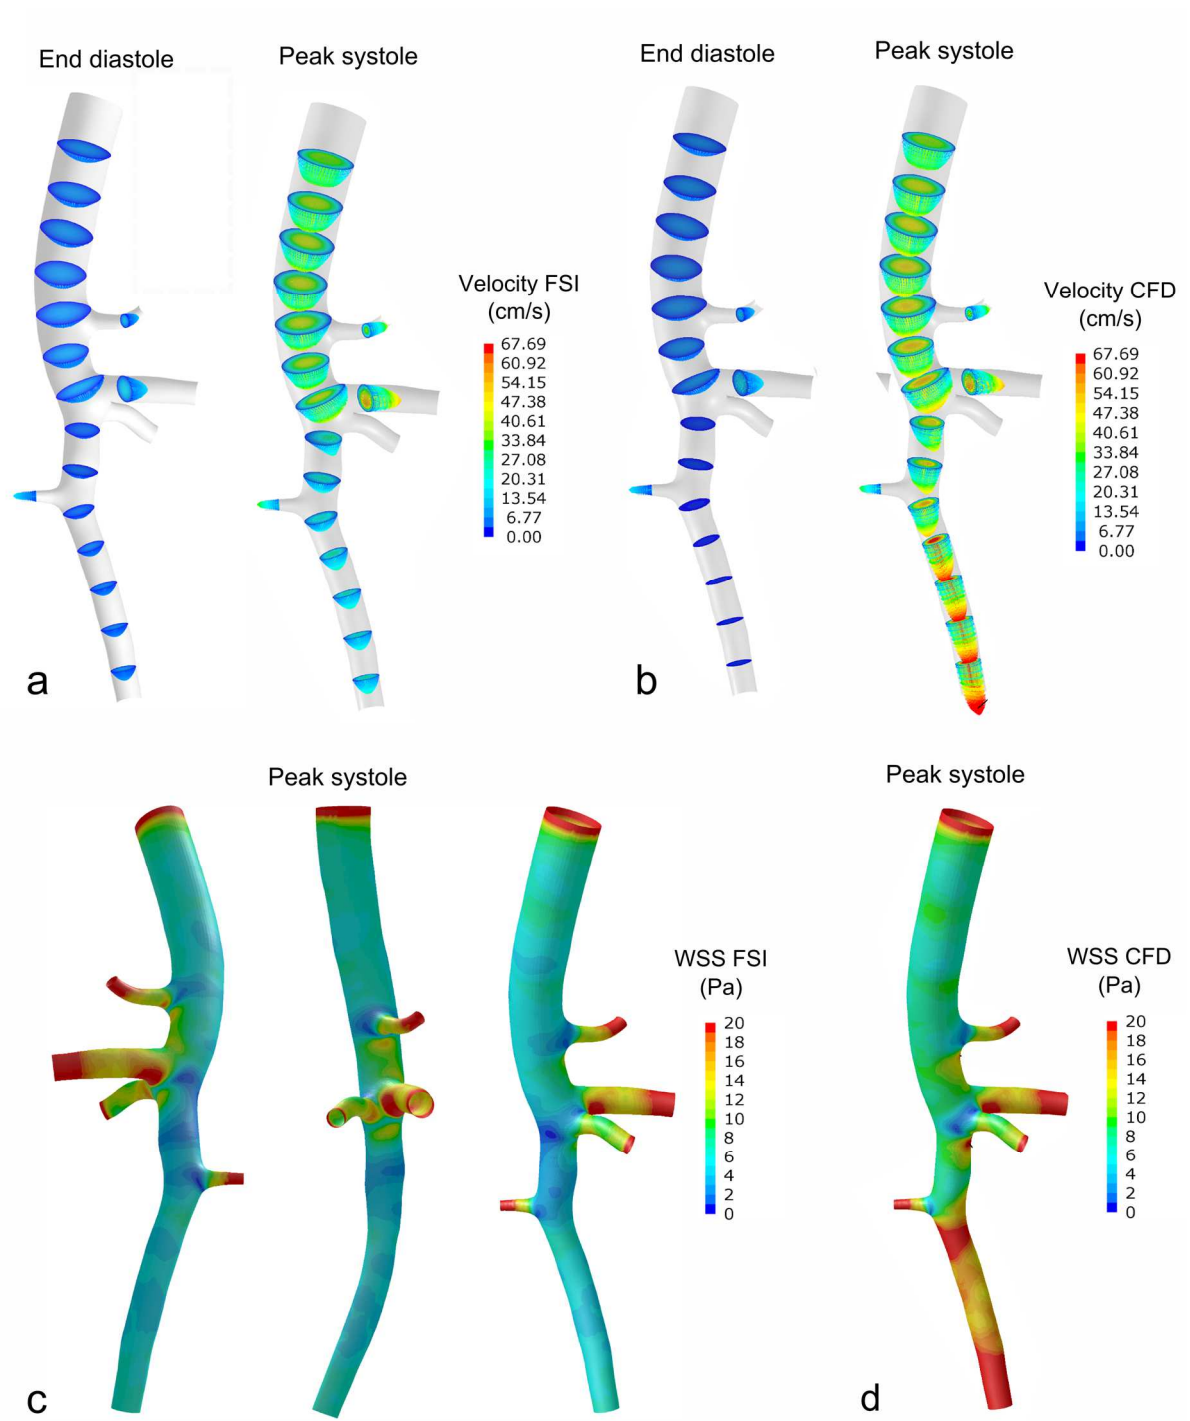 End diastole
Peak systole
End diastole
Peak systole
Velocity FSI
(cm/s)
67.69
60.92
54.15
47.38
40.61
33.84
27.08
20.31
13.54
6.77
0.00
Velocity CFD
(cm/s)
67.69
60.92
54.15
47.38
40.61
33.84
27.08
20.31
13.54
6.77
0.00
a
b
Peak systole
Peak systole
WSS FSI
(Pa)
20
18
16
14
12
10
8
6
4
2
0
WSS CFD
(Pa)
20
18
16
14
12
10
8
6
4
2
0
c
d